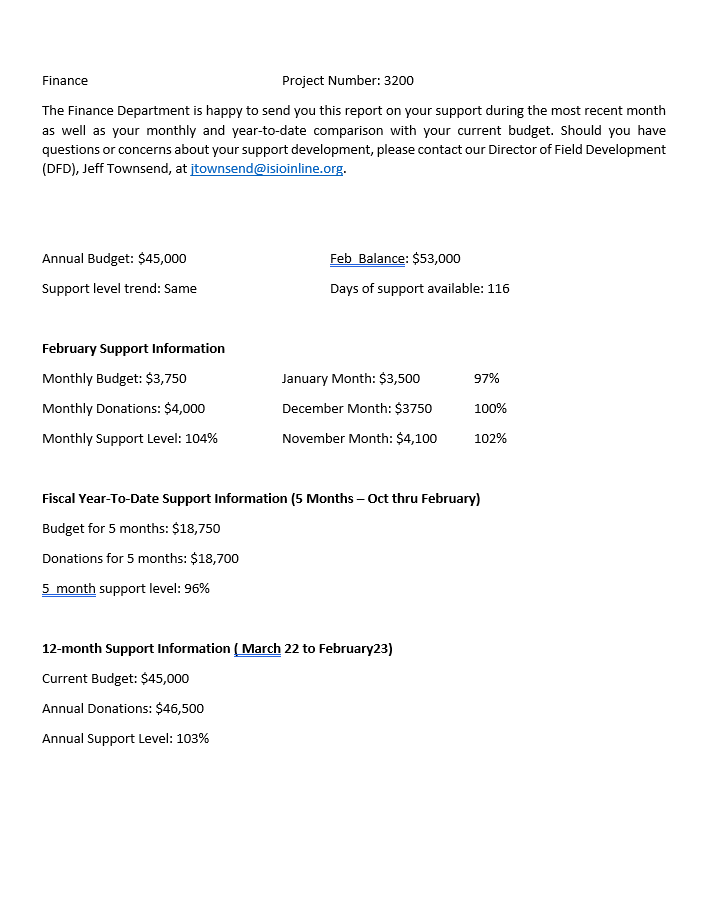 Finance Project Number: 3200
The Finance Department is happy to send you this report on your support during the most recent month
as well as your monthly and year-to-date comparison with your current budget. Should you have
questions or concerns about your support development, please contact our Director of Field Development
(DFD), Jeff Townsend, at jtownsend@isioinline.org.
Annual Budget: $45,000 Feb Balance: $53,000
Support level trend: Same Days of support available: 116
February Support Information
Monthly Budget: $3,750 January Month: $3,500 97%
Monthly Donations: $4,000 December Month: $3750 100%
Monthly Support Level: 104% November Month: $4,100 102%
Fiscal Year-To-Date Support Information (5 Months – Oct thru February)
Budget for 5 months: $18,750
Donations for 5 months: $18,700
5 month support level: 96%
12-month Support Information ( March 22 to February23)
Current Budget: $45,000
Annual Donations: $46,500
Annual Support Level: 103%